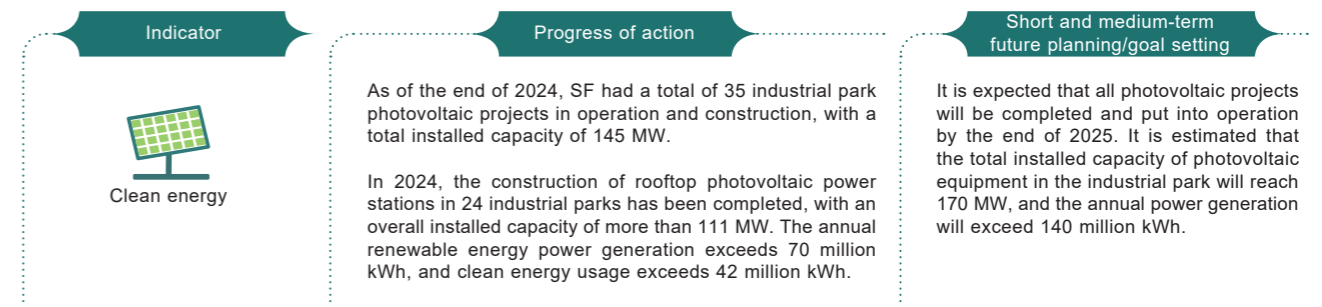 Indicator
Progress of action
Short and medium-term
future planning/goal setting
Clean energy
As of the end of 2024, SF had a total of 35 industrial park
photovoltaic projects in operation and construction, with a
total installed capacity of 145 MW.
In 2024, the construction of rooftop photovoltaic power
stations in 24 industrial parks has been completed, with an
overall installed capacity of more than 111 MW. The annual
renewable energy power generation exceeds 70 million
kWh, and clean energy usage exceeds 42 million kWh.
It is expected that all photovoltaic projects
will be completed and put into operation
by the end of 2025. It is estimated that
the total installed capacity of photovoltaic
equipment in the industrial park will reach
170 MW, and the annual power generation
will exceed 140 million kWh.